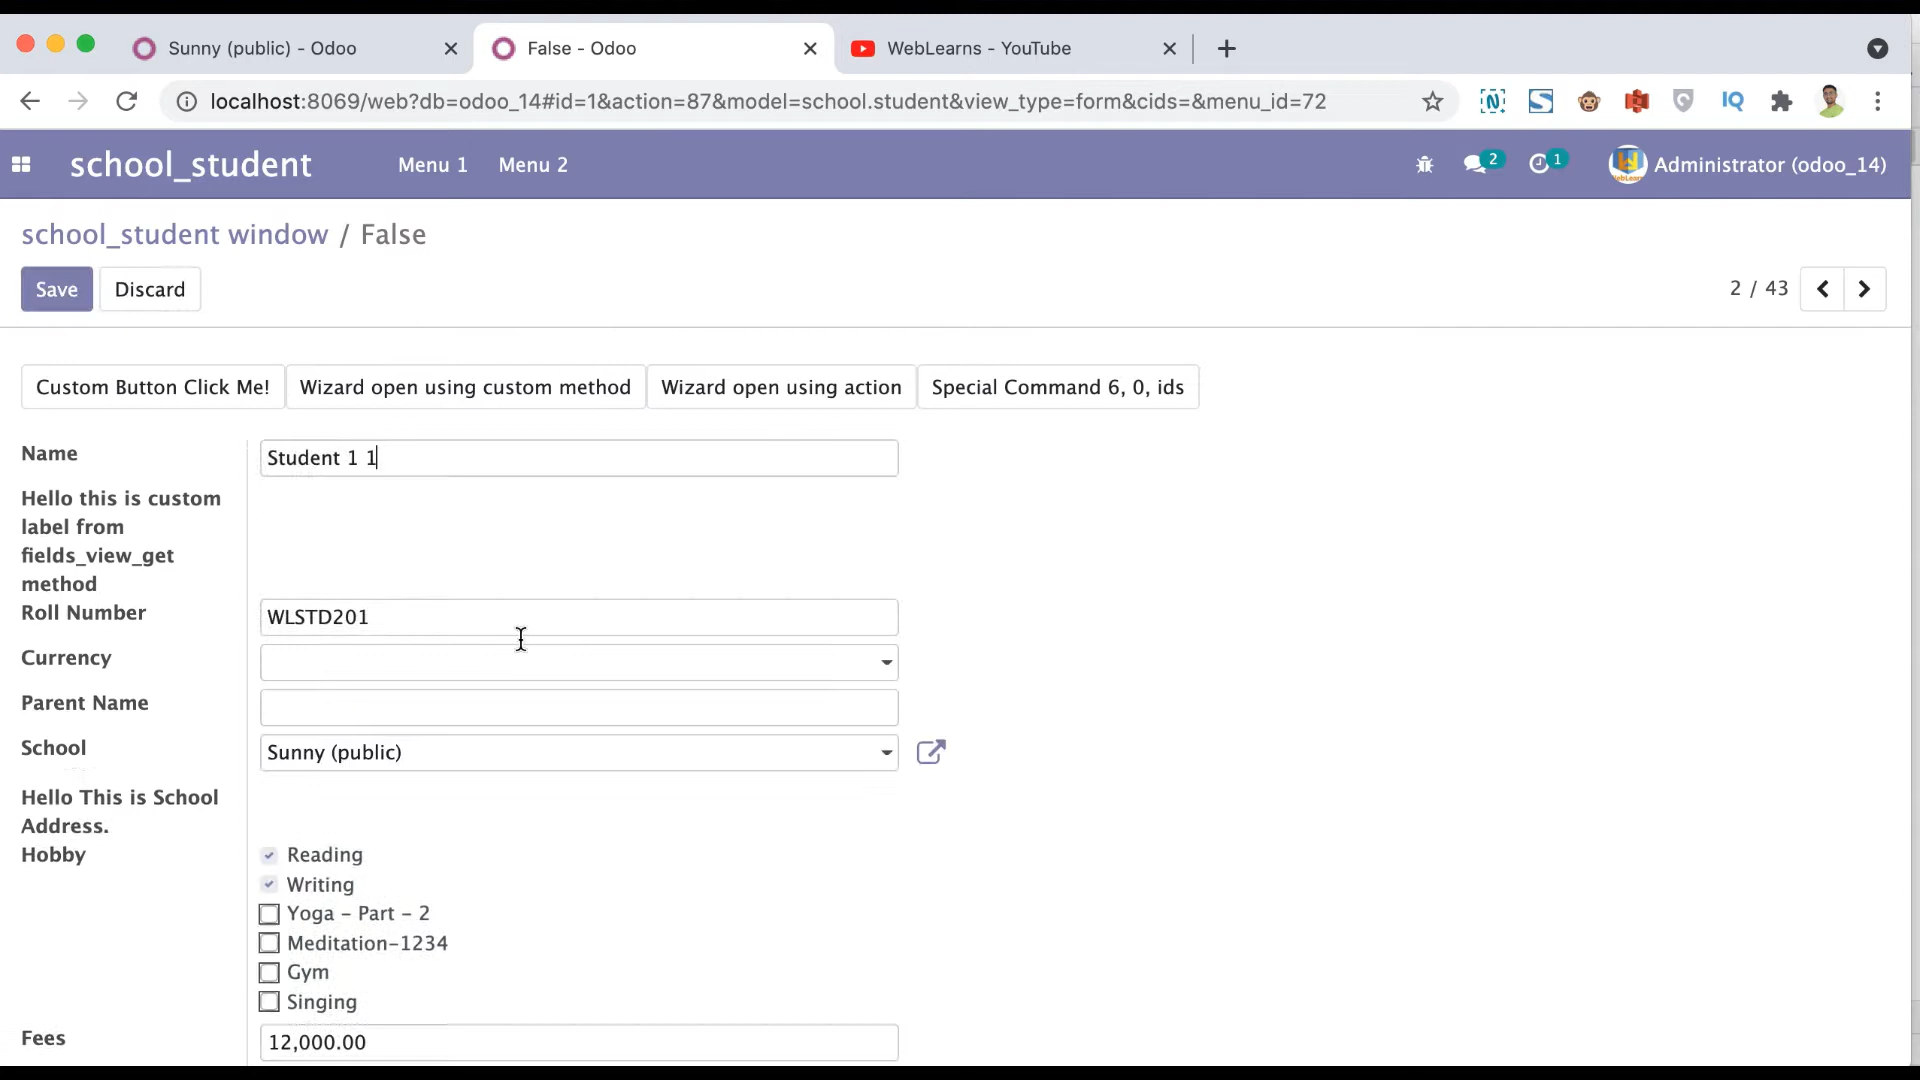 Sunny (public) - Odoo
False - Odoo
WebLearns - YouTube
localhost:8069/web?db=odoo_14#id=1&action=87&model=school.student&view_type=form&cids=&menu_id=72
IQ
school_student
Menu 1
Menu 2
2
1
Administrator (odoo_14)
school_student window / False
Save
Discard
2 / 43
Custom Button Click Me!
Wizard open using custom method
Wizard open using action
Special Command 6, 0, ids
Name
Student 1 1
Hello this is custom
label from
fields_view_get
method
Roll Number
WLSTD201
Currency
Parent Name
School
Sunny (public)
Hello This is School
Address.
Hobby
Reading
Writing
Yoga - Part - 2
Meditation-1234
Gym
Singing
Fees
12,000.00